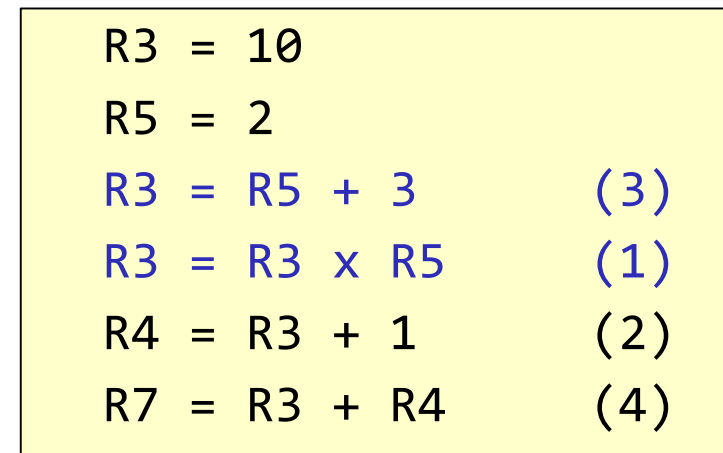 R3 = 10
R5 = 2
R3 = R5 + 3 (3)
R3 = R3 x R5 (1)
R4 = R3 + 1 (2)
R7 = R3 + R4 (4)